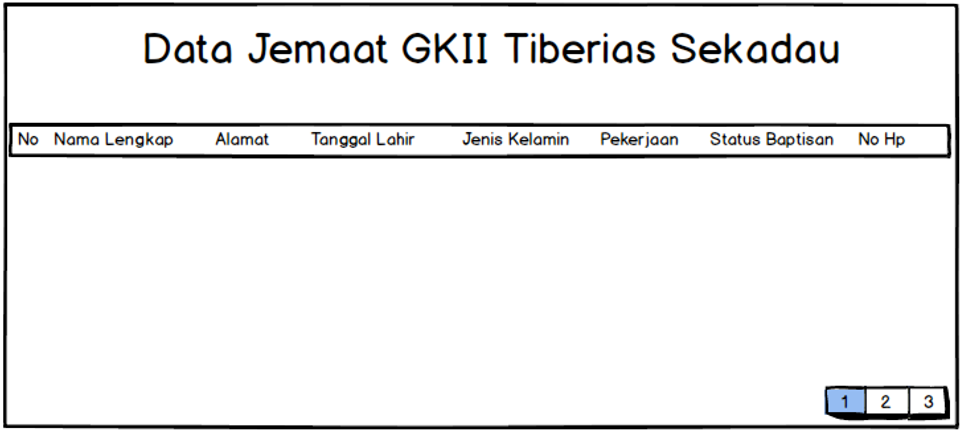 Data Jemaat GKII Tiberias Sekadau
No Nama Lengkap Alamat Tanggal Lahir Jenis Kelamin Pekerjaan Status Baptisan No Hp
1 2 3